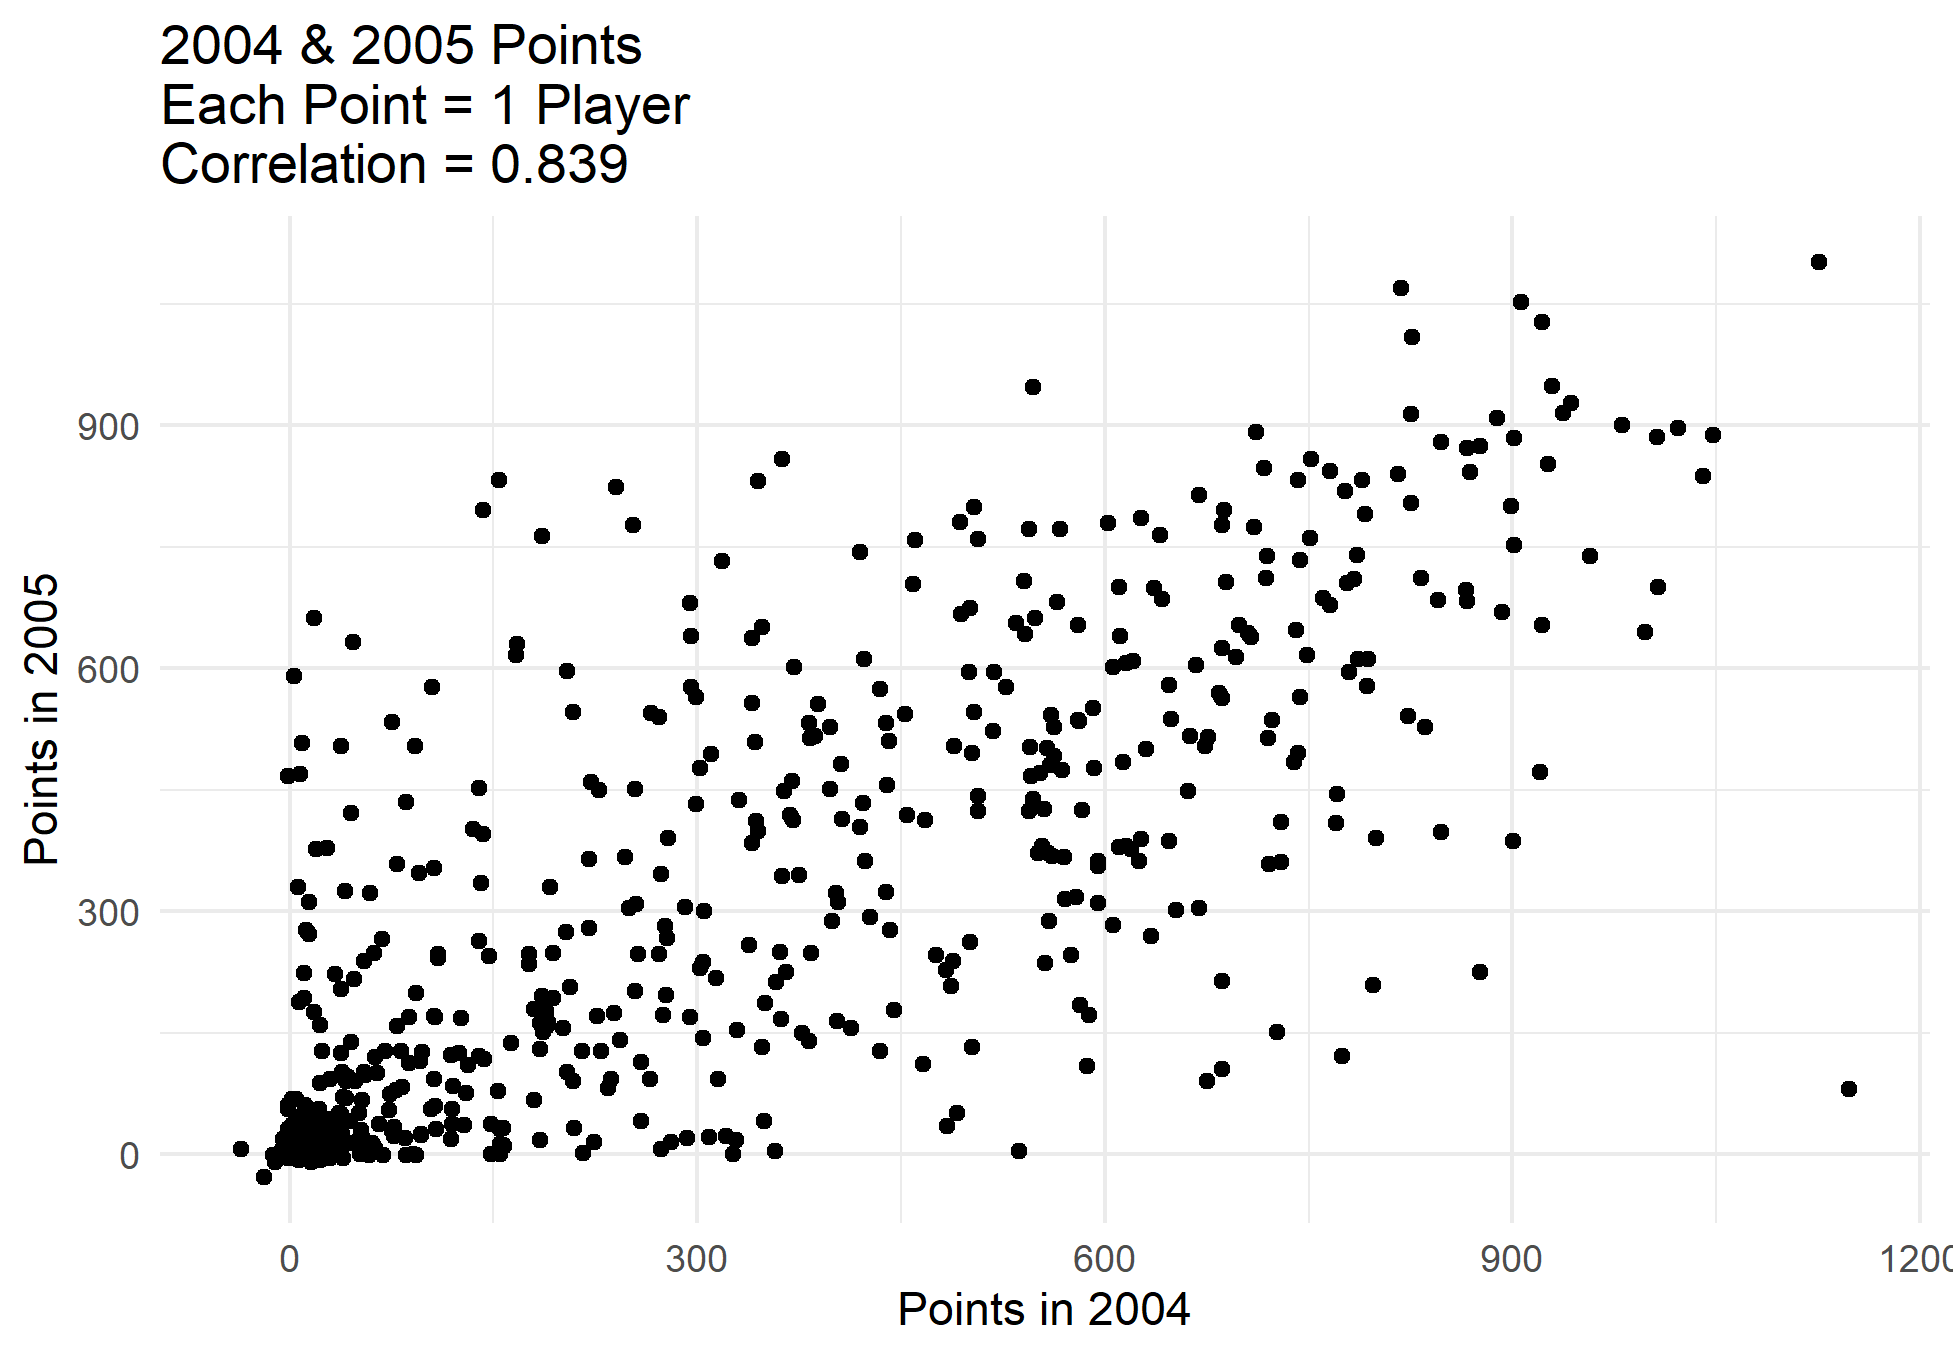 2004 & 2005 Points
Each Point = 1 Player
Correlation = 0.839
Points in 2005
900
600
300
0
0
300
600
900
1200
Points in 2004